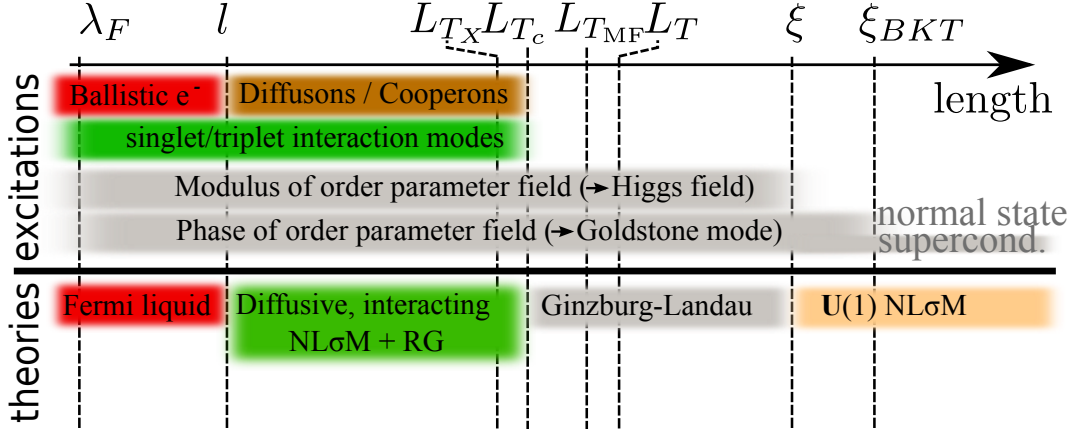 λ_F l L_{T_X} L_{T_c} L_{T_MF} L_T ξ ξ_{BKT}
length
excitations
Ballistic e⁻ Diffusons / Cooperons
singlet/triplet interaction modes
Modulus of order parameter field (→Higgs field)
Phase of order parameter field (→Goldstone mode)
normal state
supercond.
theories
Fermi liquid Diffusive, interacting Ginzburg-Landau U(1) NLσM
NLσM + RG